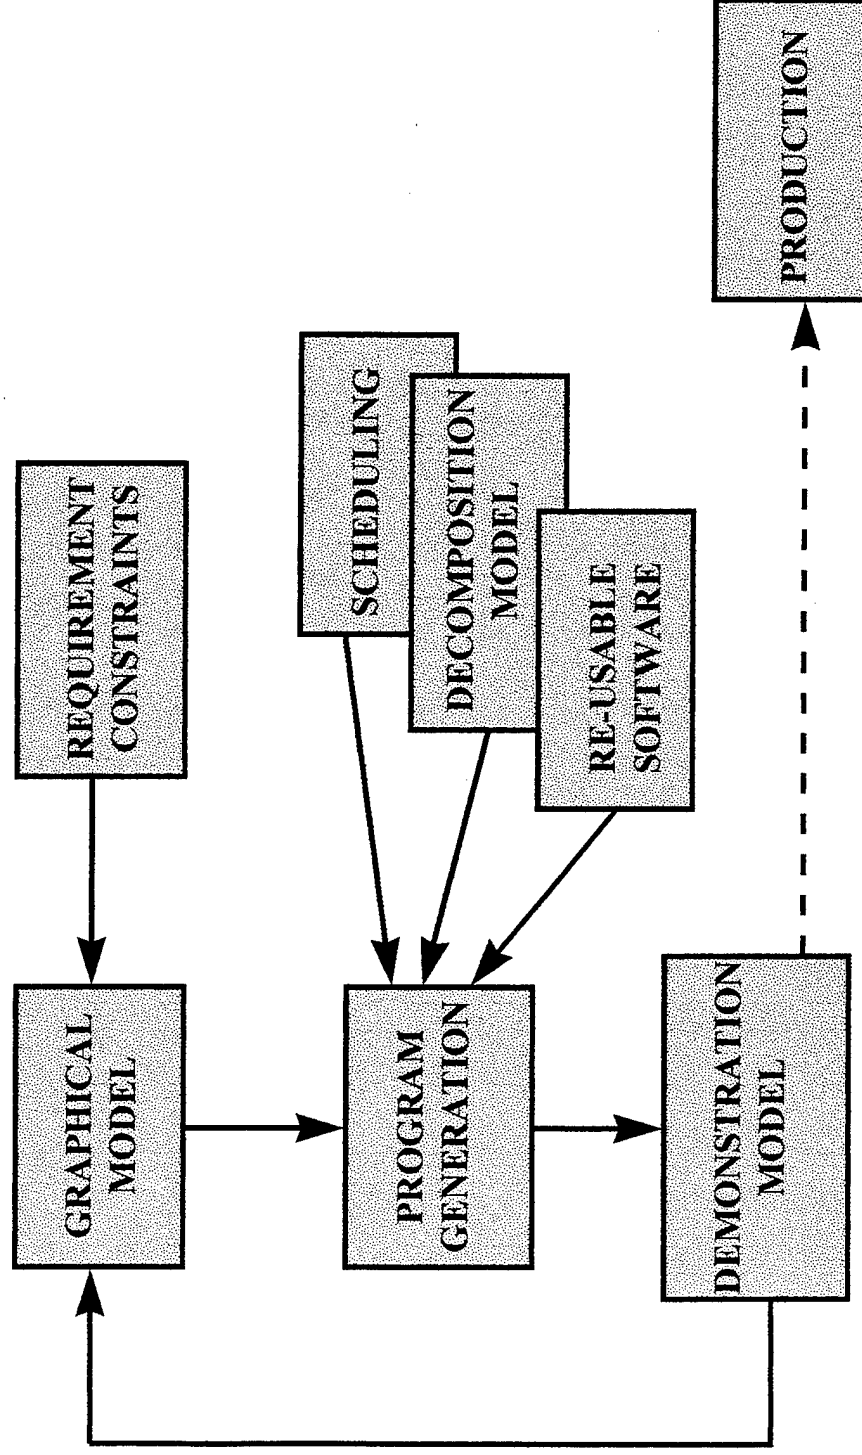 REQUIREMENT
CONSTRAINTS
GRAPHICAL
MODEL
SCHEDULING
DECOMPOSITION
MODEL
RE-USABLE
SOFTWARE
PROGRAM
GENERATION
DEMONSTRATION
MODEL
PRODUCTION